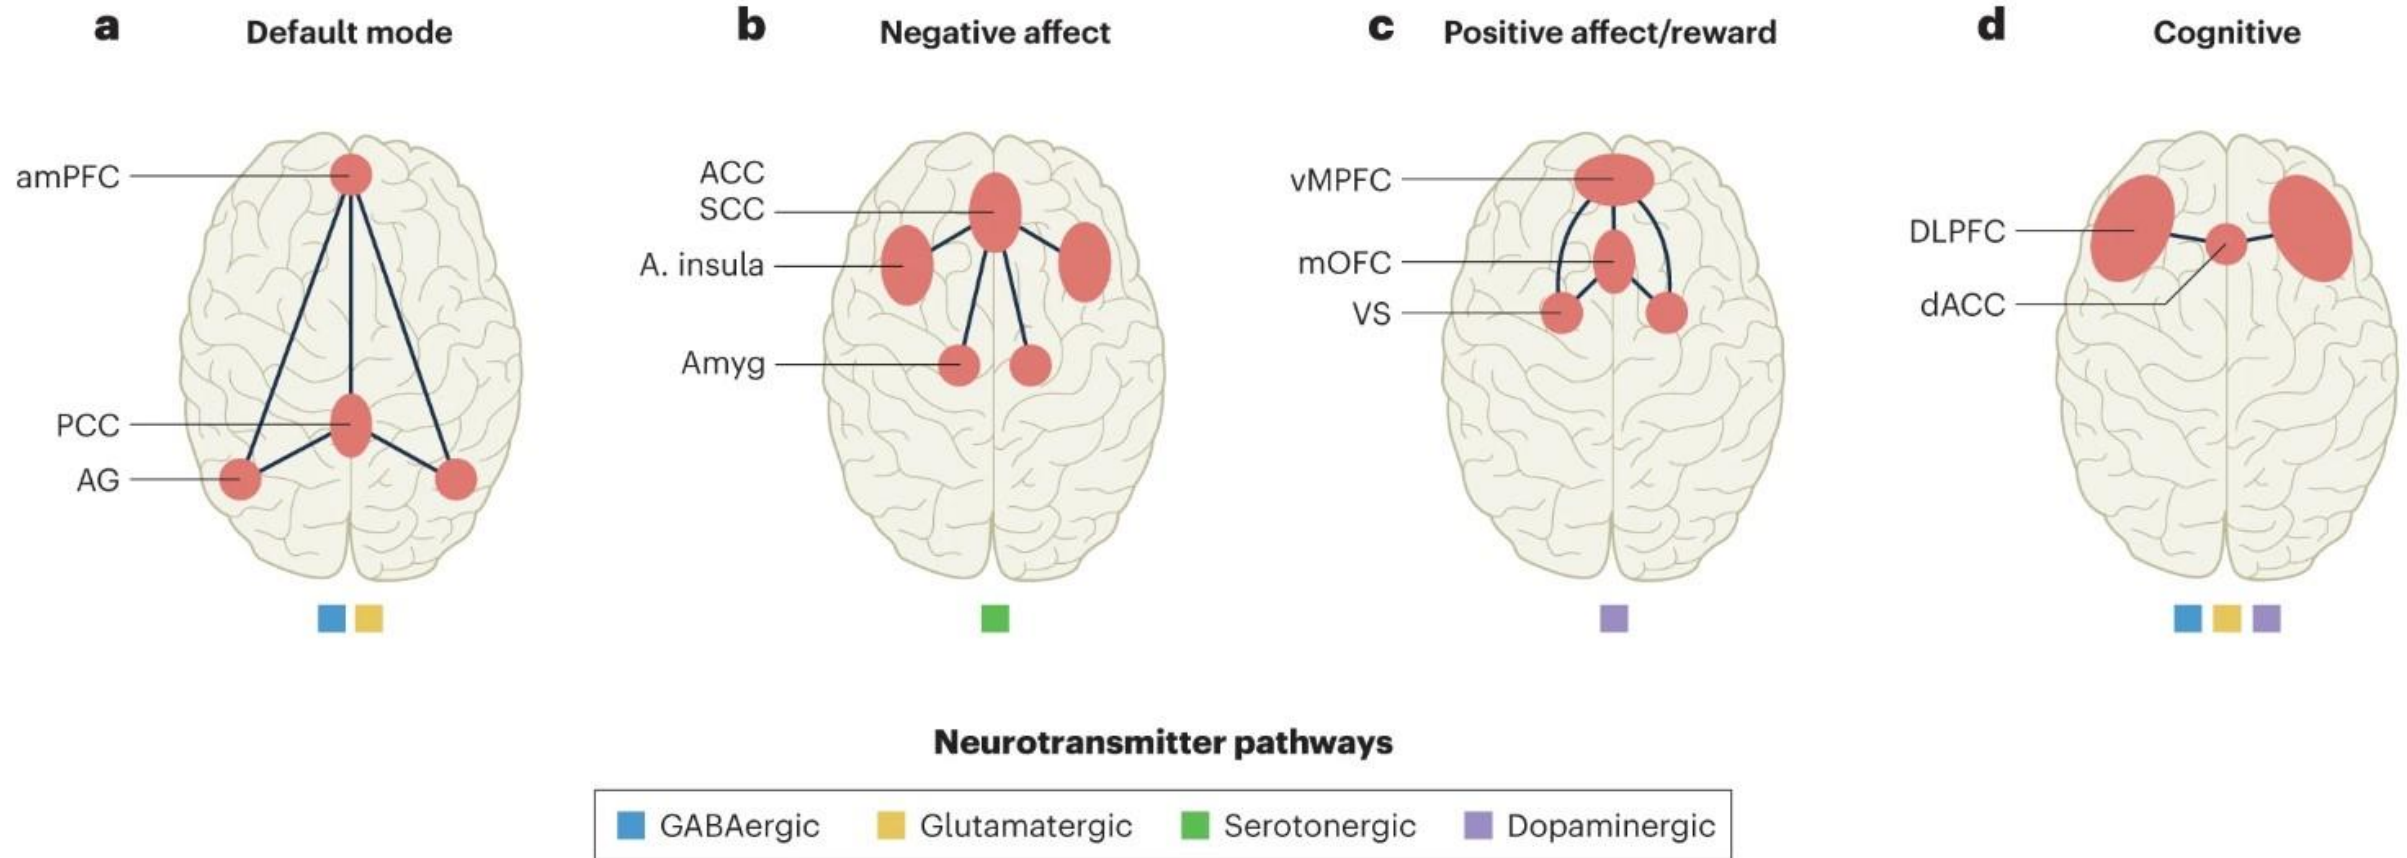 a Default mode
amPFC
PCC
AG
b Negative affect
ACC
SCC
A. insula
Amyg
c Positive affect/reward
vMPFC
mOFC
VS
d Cognitive
DLPFC
dACC
Neurotransmitter pathways
GABAergic Glutamatergic Serotonergic Dopaminergic